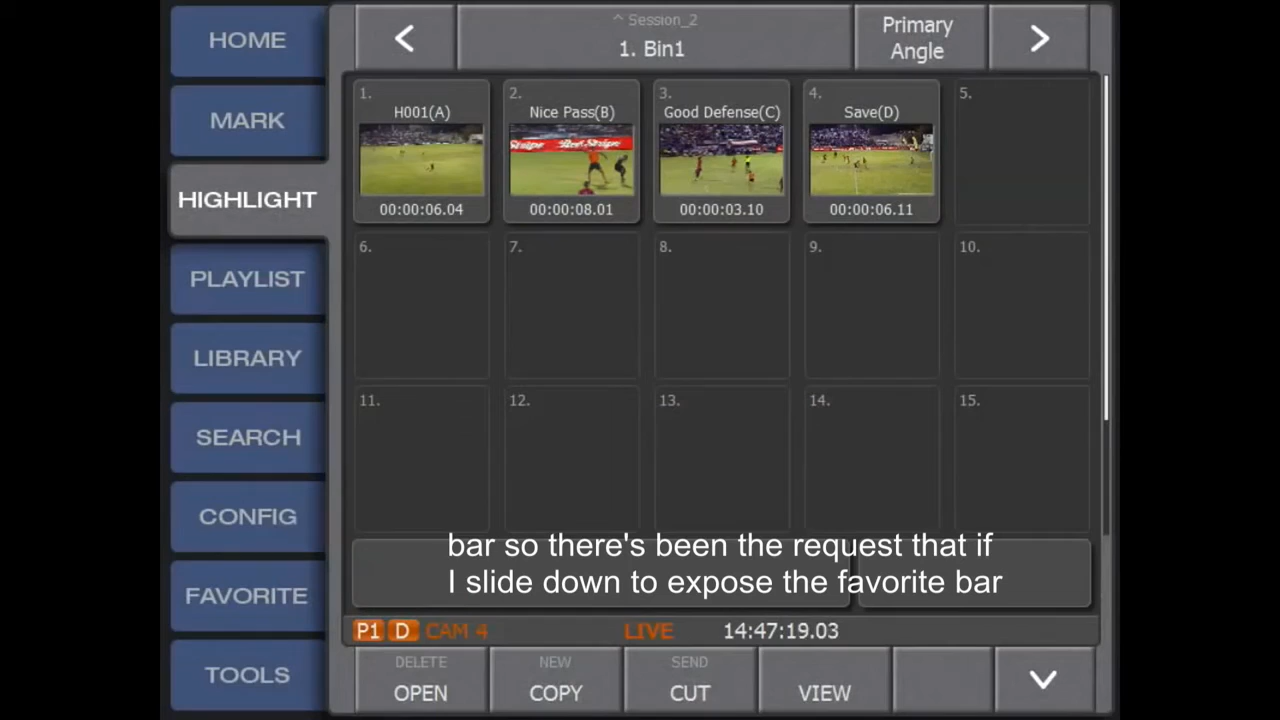 HOME
MARK
HIGHLIGHT
PLAYLIST
LIBRARY
SEARCH
CONFIG
FAVORITE
TOOLS
^ Session_2
1. Bin1
Primary
Angle
1.
H001(A)
00:00:06.04
2.
Nice Pass(B)
Stripe Red Stripe
00:00:08.01
3.
Good Defense(C)
00:00:03.10
4.
Save(D)
00:00:06.11
5.
6.
7.
8.
9.
10.
11.
12.
13.
14.
15.
bar so there's been the request that if
I slide down to expose the favorite bar
P1 D CAM 4 LIVE 14:47:19.03
DELETE
OPEN
NEW
COPY
SEND
CUT
VIEW